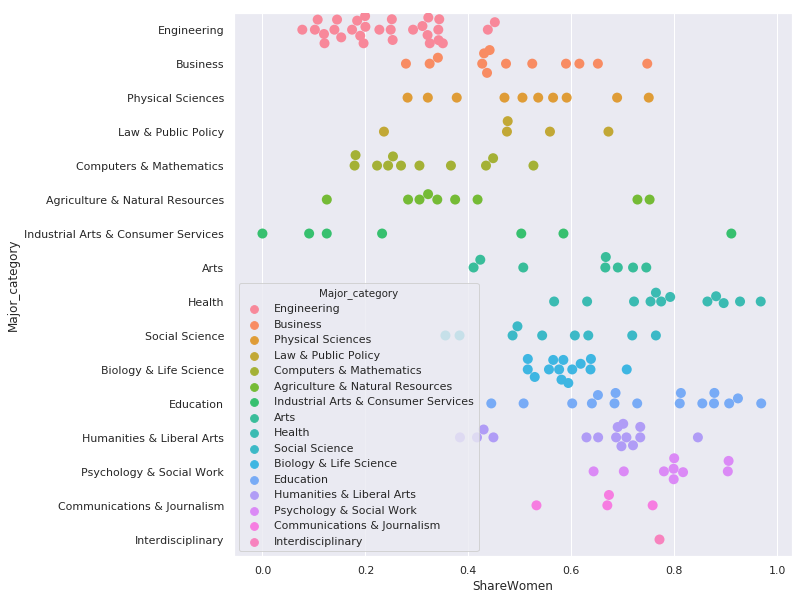 Engineering
Business
Physical Sciences
Law & Public Policy
Computers & Mathematics
Agriculture & Natural Resources
Industrial Arts & Consumer Services
Arts
Health
Social Science
Biology & Life Science
Education
Humanities & Liberal Arts
Psychology & Social Work
Communications & Journalism
Interdisciplinary
Major_category
Major_category
Engineering
Business
Physical Sciences
Law & Public Policy
Computers & Mathematics
Agriculture & Natural Resources
Industrial Arts & Consumer Services
Arts
Health
Social Science
Biology & Life Science
Education
Humanities & Liberal Arts
Psychology & Social Work
Communications & Journalism
Interdisciplinary
0.0 0.2 0.4 0.6 0.8 1.0
ShareWomen